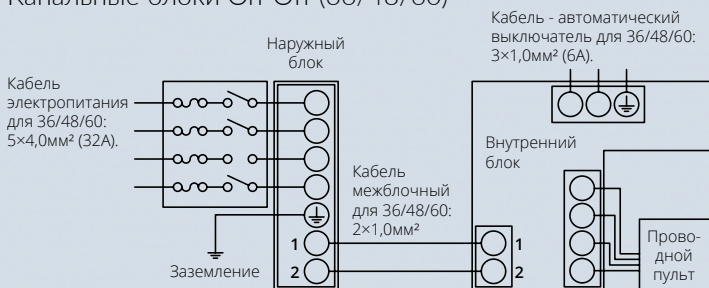 Канальные блоки On-Off (36/48/60)
Кабель - автоматический
выключатель для 36/48/60:
3×1,0мм² (6А).
Наружный
блок
Кабель
электропитания
для 36/48/60:
5×4,0мм² (32А).
Внутренний
блок
Кабель
межблочный
для 36/48/60:
2×1,0мм²
1
2
1
2
Заземление
Прово-
дной
пульт